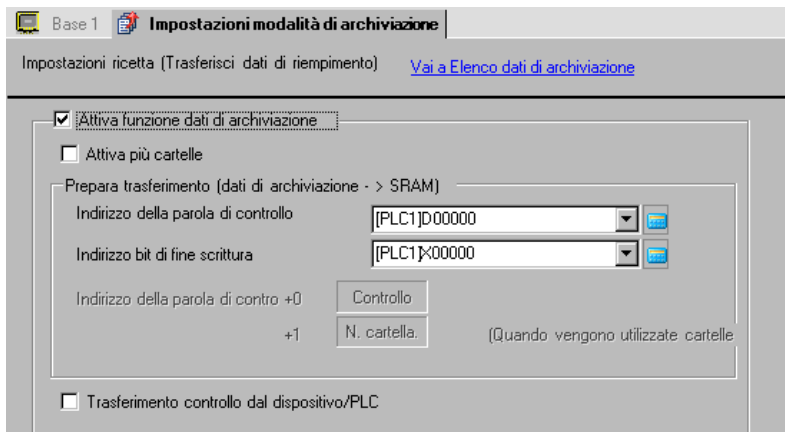 Base 1 Impostazioni modalità di archiviazione
Impostazioni ricetta (Trasferisci dati di riempimento) Vai a Elenco dati di archiviazione
Attiva funzione dati di archiviazione
Attiva più cartelle
Prepara trasferimento (dati di archiviazione - > SRAM)
Indirizzo della parola di controllo [PLC1]D00000
Indirizzo bit di fine scrittura [PLC1]X00000
Indirizzo della parola di contro +0 Controllo
+1 N. cartella. (Quando vengono utilizzate cartelle
Trasferimento controllo dal dispositivo/PLC